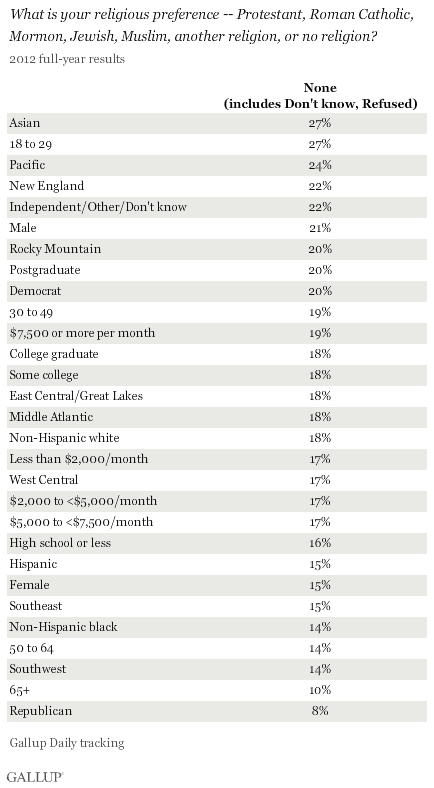 What is your religious preference -- Protestant, Roman Catholic,
Mormon, Jewish, Muslim, another religion, or no religion?
2012 full-year results
None
(includes Don't know, Refused)
Asian 27%
18 to 29 27%
Pacific 24%
New England 22%
Independent/Other/Don't know 22%
Male 21%
Rocky Mountain 20%
Postgraduate 20%
Democrat 20%
30 to 49 19%
$7,500 or more per month 19%
College graduate 18%
Some college 18%
East Central/Great Lakes 18%
Middle Atlantic 18%
Non-Hispanic white 18%
Less than $2,000/month 17%
West Central 17%
$2,000 to <$5,000/month 17%
$5,000 to <$7,500/month 17%
High school or less 16%
Hispanic 15%
Female 15%
Southeast 15%
Non-Hispanic black 14%
50 to 64 14%
Southwest 14%
65+ 10%
Republican 8%
Gallup Daily tracking
GALLUP